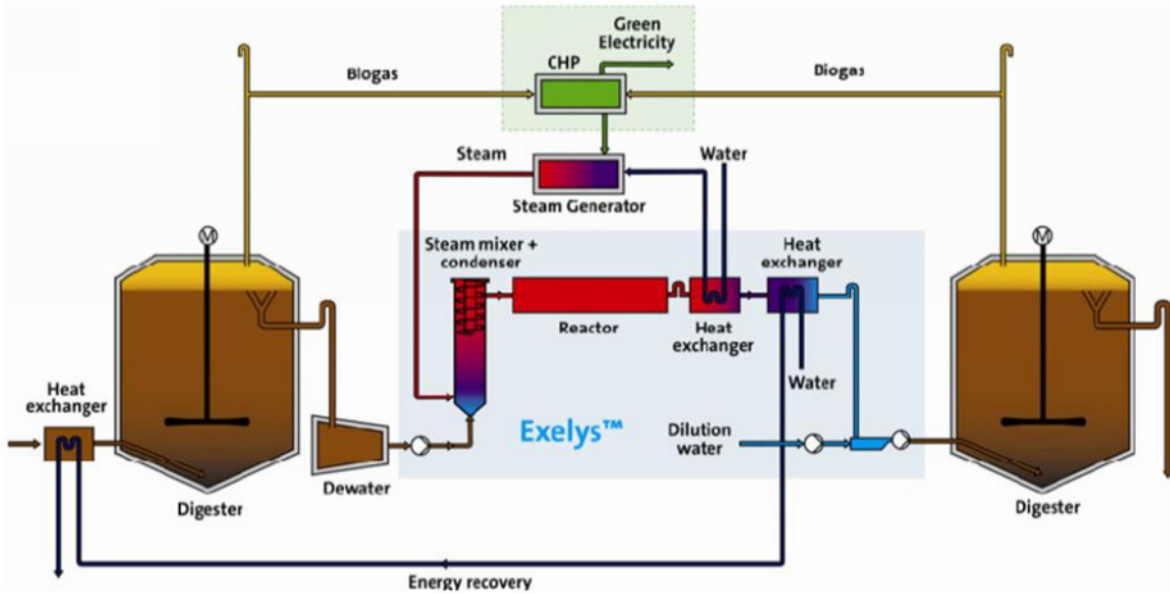 Green
Electricity
CHP
Biogas
Biogas
Steam
Water
Steam Generator
Steam mixer +
condenser
Heat
exchanger
M
M
Reactor
Heat
exchanger
Water
Heat
exchanger
Exelys™
Dilution
water
Dewater
Digester
Digester
Energy recovery